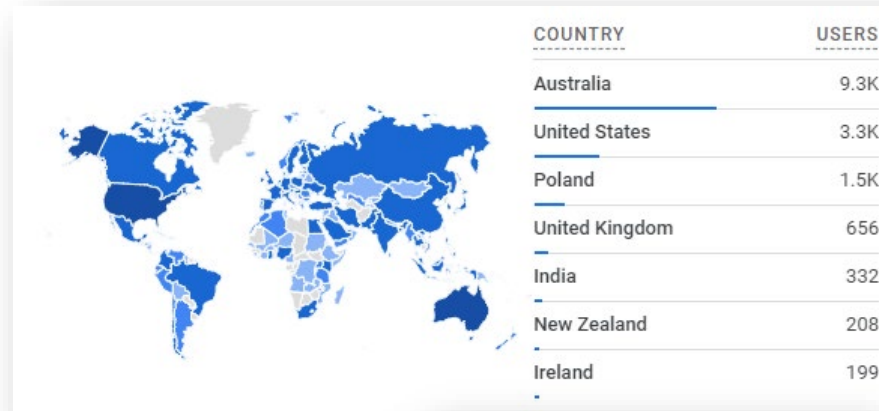 COUNTRY USERS
Australia 9.3K
United States 3.3K
Poland 1.5K
United Kingdom 656
India 332
New Zealand 208
Ireland 199